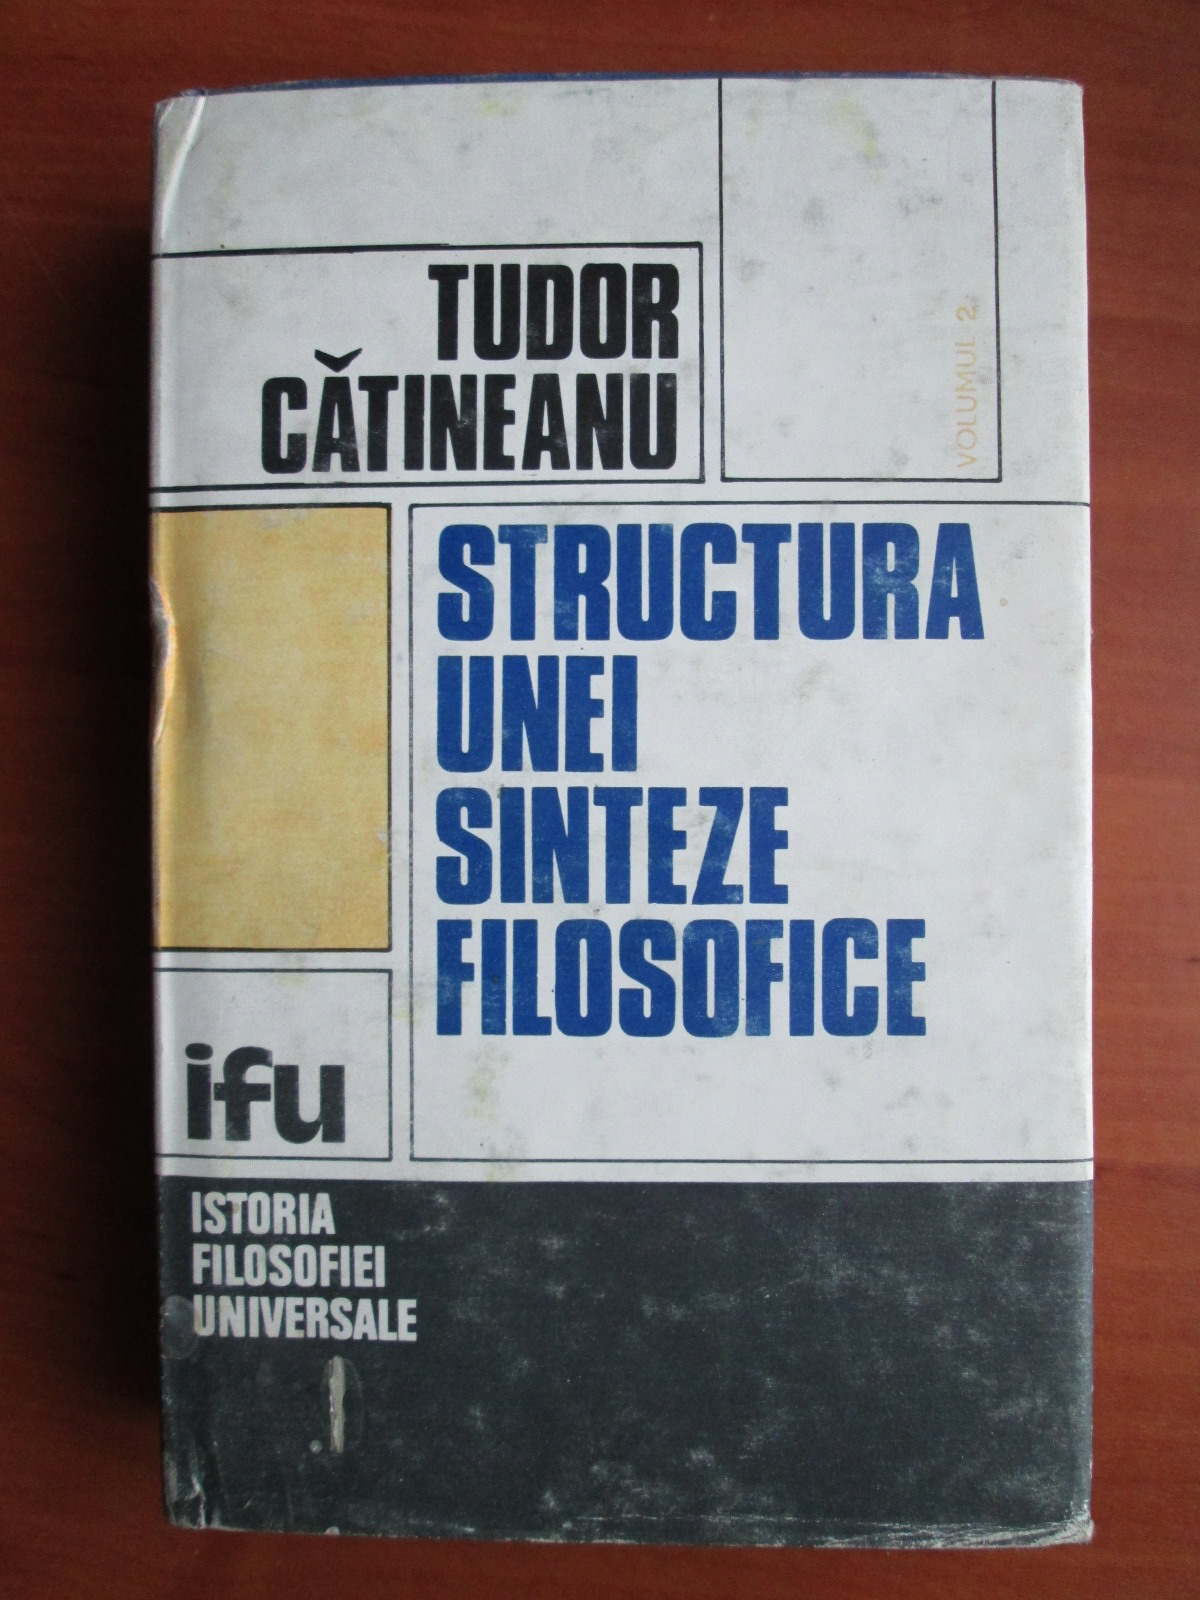 TUDOR
CĂTINEANU
VOLUMUL 2
STRUCTURA
UNEI
SINTEZE
FILOSOFICE
ifu
ISTORIA
FILOSOFIEI
UNIVERSALE